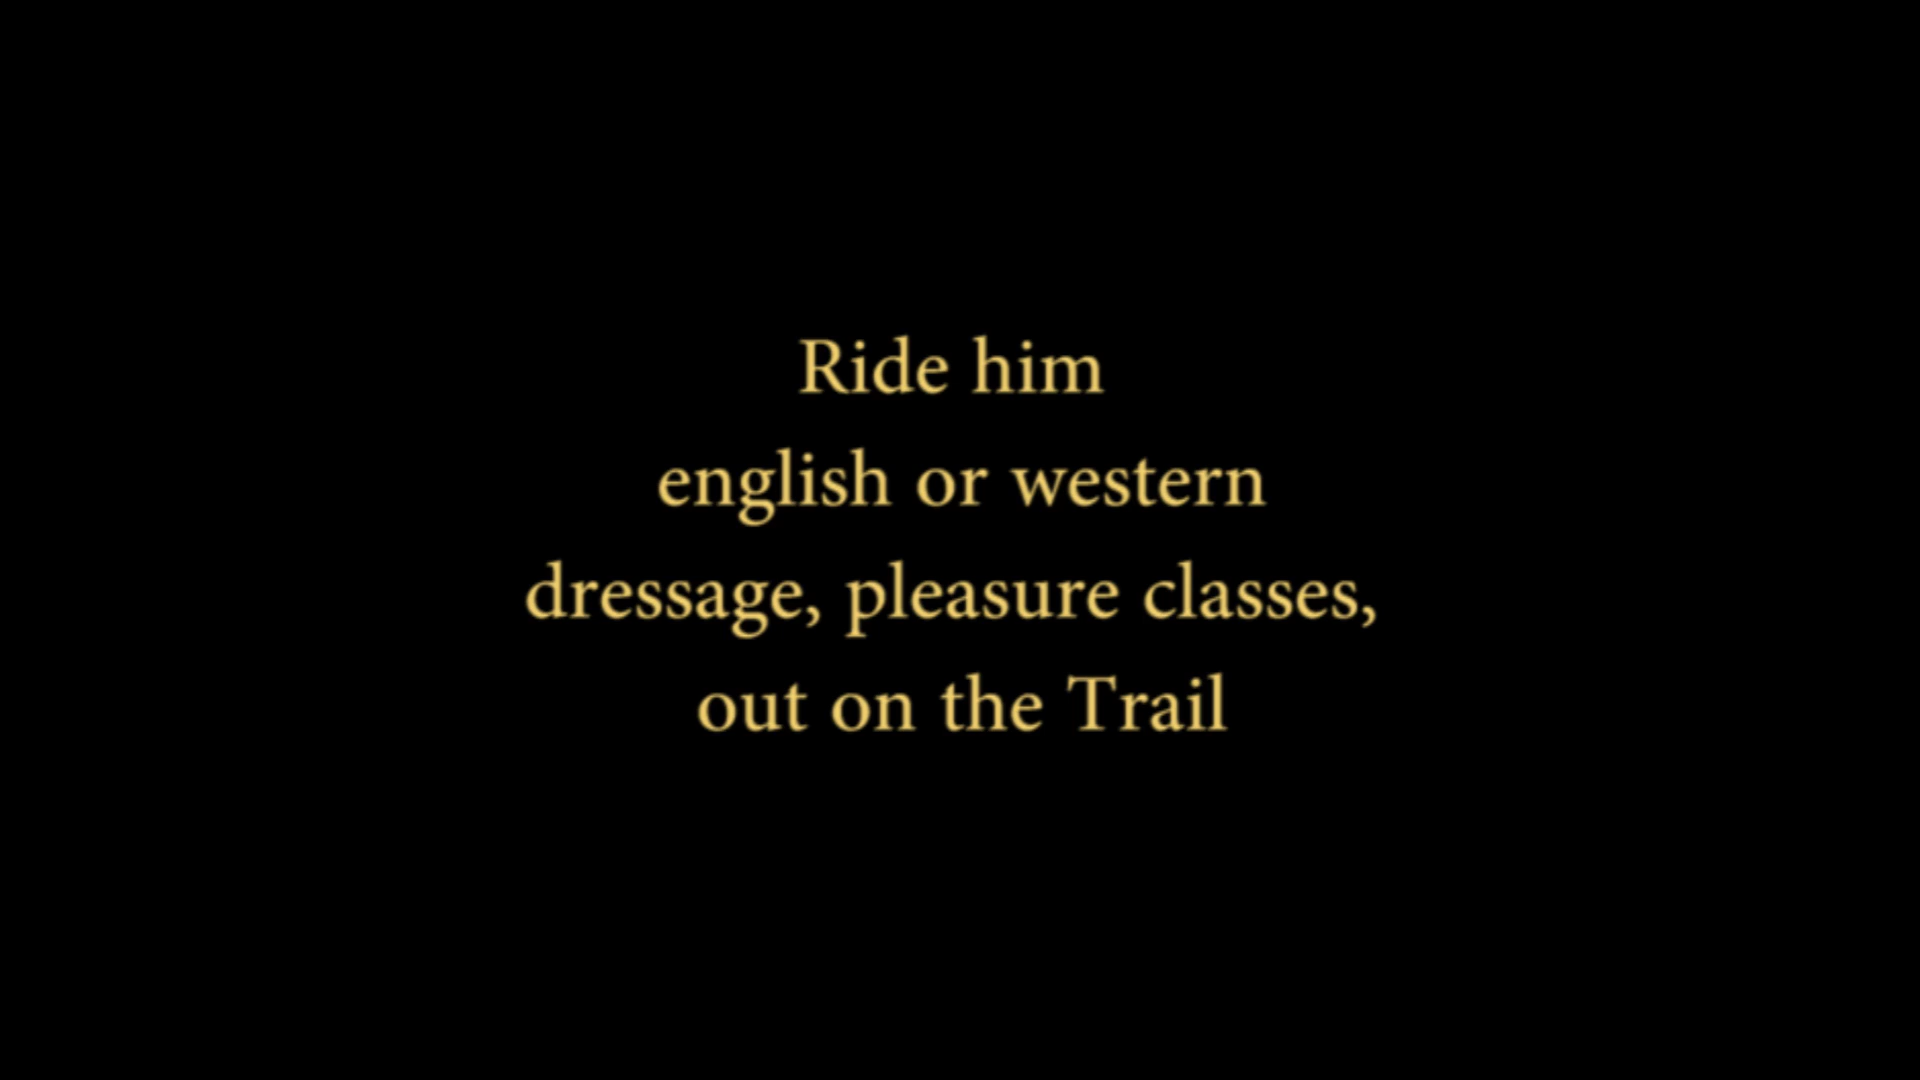 Ride him
english or western
dressage, pleasure classes,
out on the Trail